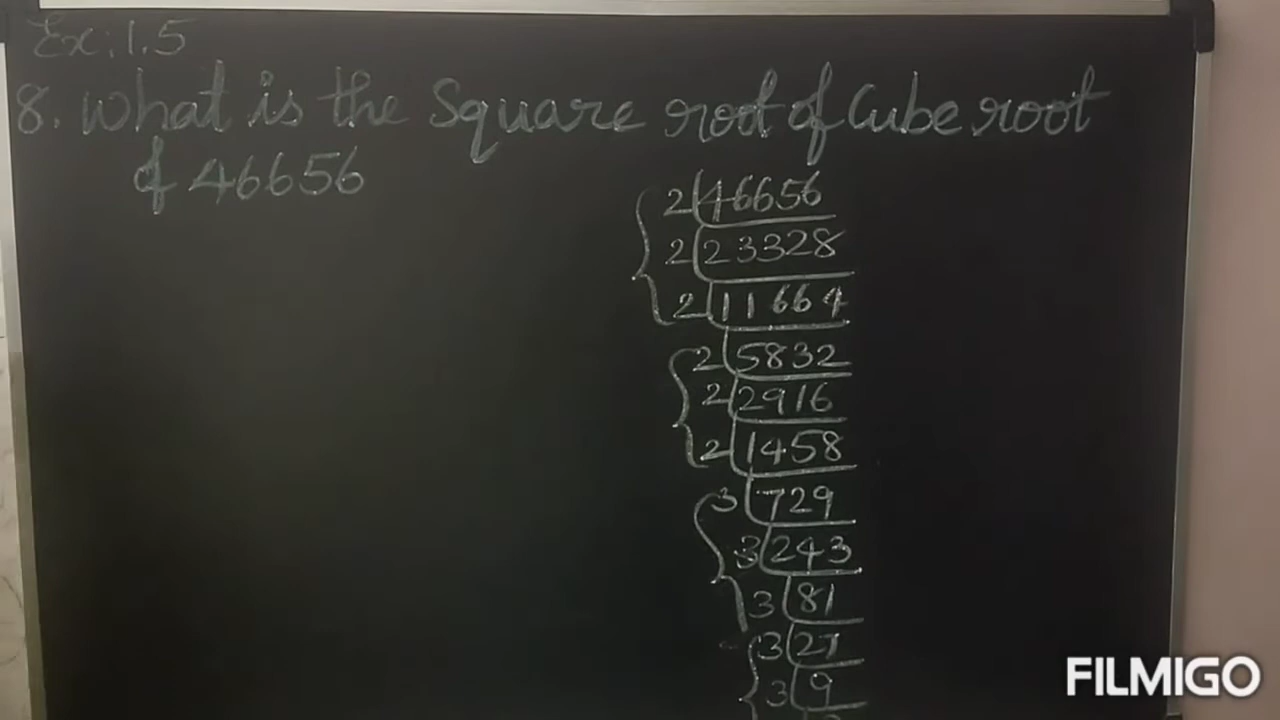 Ex: 1.5
8. What is the Square root of Cube root
of 46656
2 46656
2 23328
2 11664
2 5832
2 2916
2 1458
3 729
3 243
3 81
3 27
3 9
FILMIGO